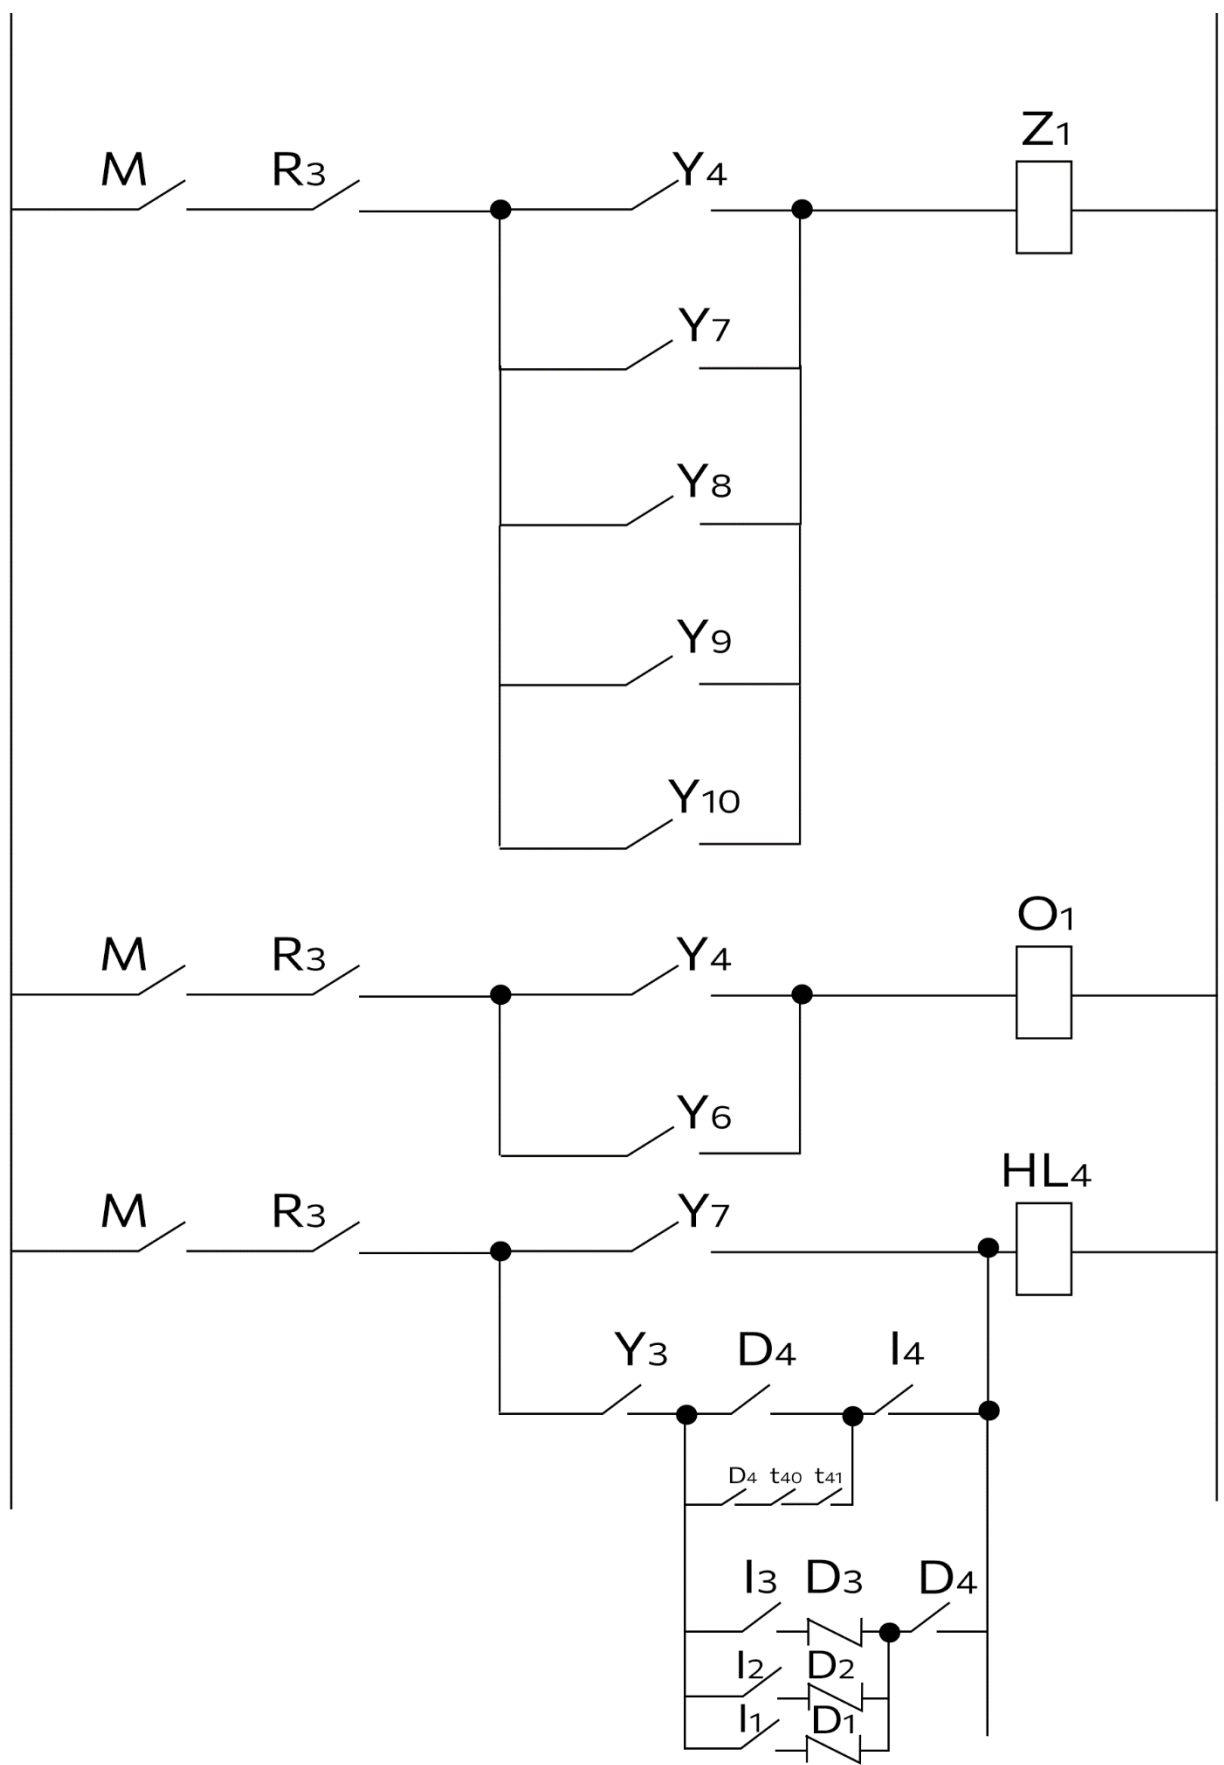 M R3 Y4 Z1
Y7
Y8
Y9
Y10
M R3 Y4 O1
Y6
M R3 Y7 HL4
Y3 D4 I4
D4 t40 t41
I3 D3 D4
I2 D2
I1 D1